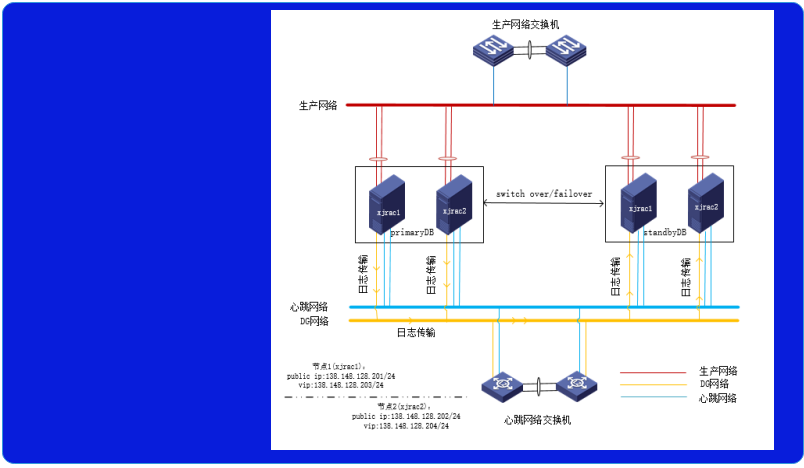 生产网络交换机
生产网络
xjrac1
xjrac2
primaryDB
switch over/failover
xjrac1
xjrac2
standbyDB
日志传输
日志传输
日志传输
日志传输
心跳网络
DG网络
日志传输
节点1(xjrac1):
public ip:138.148.128.201/24
vip:138.148.128.203/24
节点2(xjrac2):
public ip:138.148.128.202/24
vip:138.148.128.204/24
心跳网络交换机
生产网络
DG网络
心跳网络